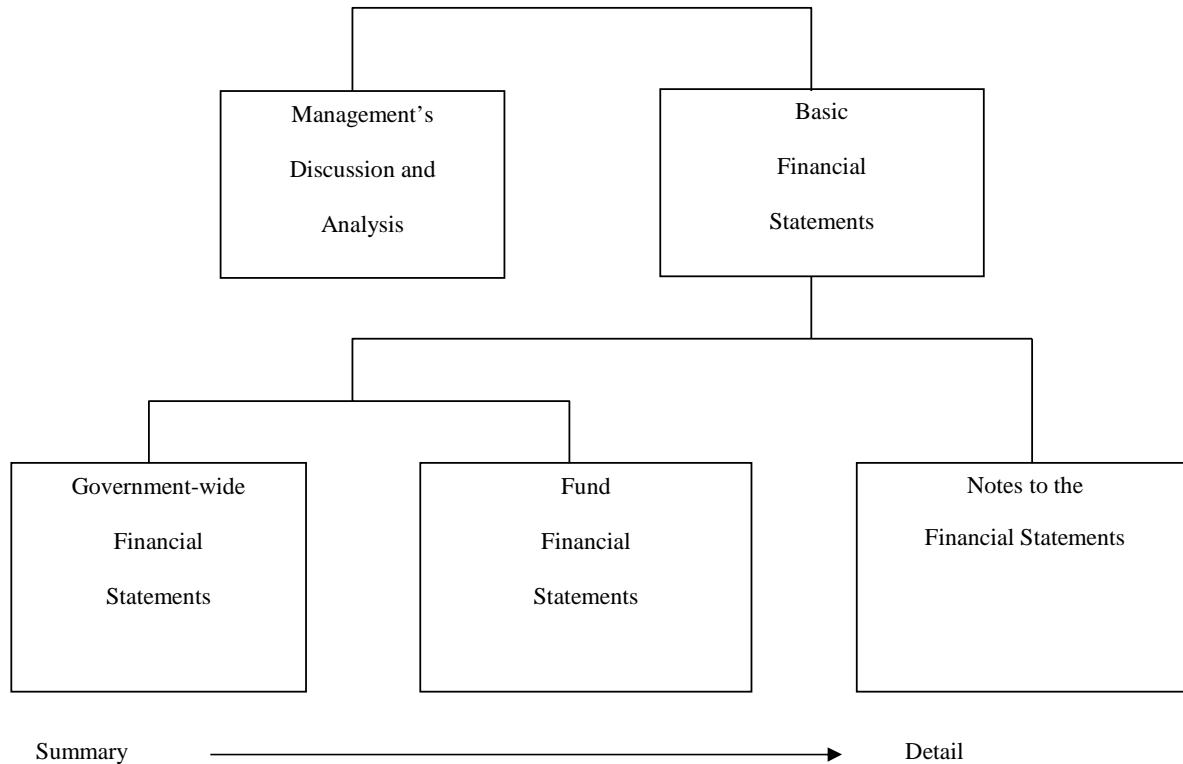 Management’s
Discussion and
Analysis
Basic
Financial
Statements
Government-wide
Financial
Statements
Fund
Financial
Statements
Notes to the
Financial Statements
Summary
Detail